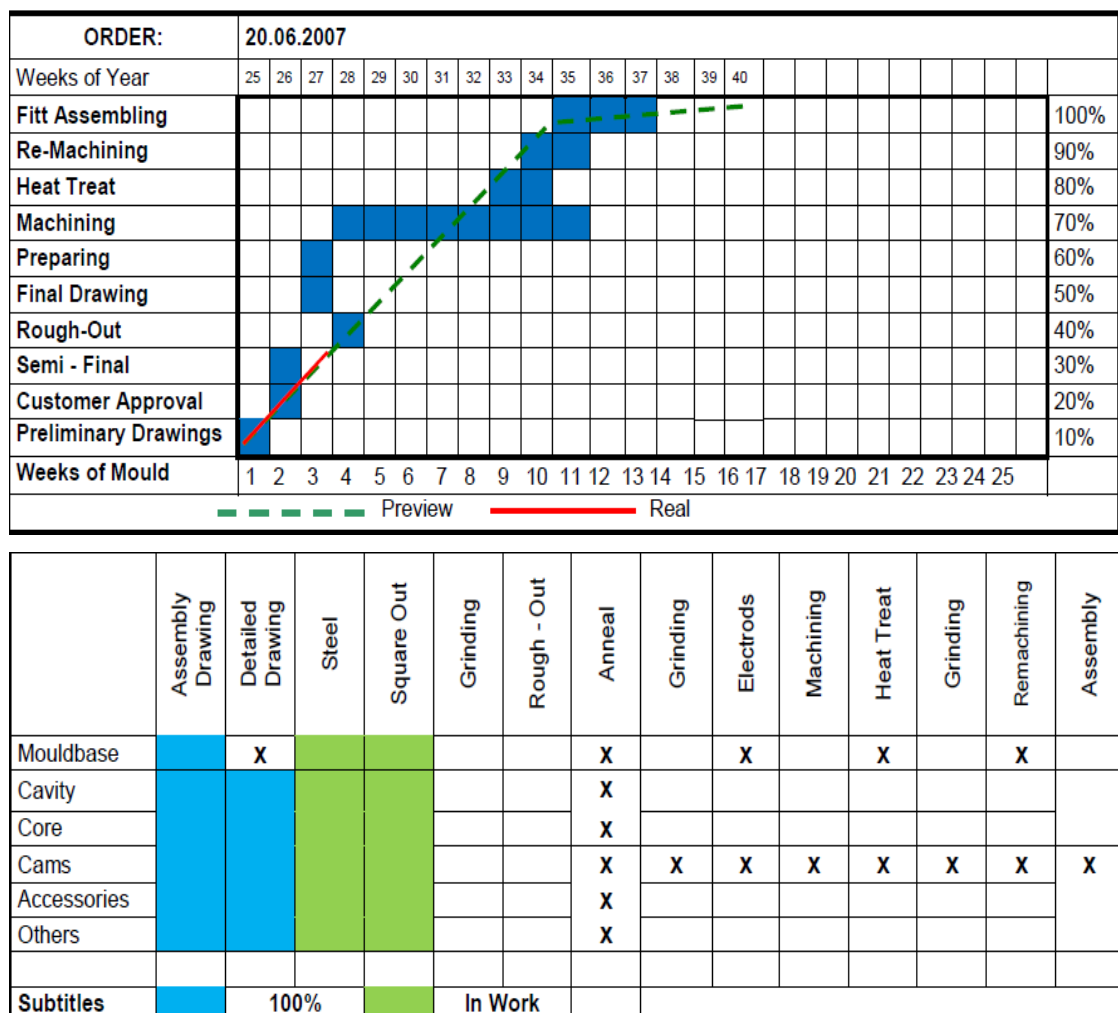 ORDER: 20.06.2007
Weeks of Year 25 26 27 28 29 30 31 32 33 34 35 36 37 38 39 40
Fitt Assembling 100%
Re-Machining 90%
Heat Treat 80%
Machining 70%
Preparing 60%
Final Drawing 50%
Rough-Out 40%
Semi - Final 30%
Customer Approval 20%
Preliminary Drawings 10%
Weeks of Mould 1 2 3 4 5 6 7 8 9 10 11 12 13 14 15 16 17 18 19 20 21 22 23 24 25
Preview Real
Assembly Drawing
Detailed Drawing
Steel
Square Out
Grinding
Rough - Out
Anneal
Grinding
Electrods
Machining
Heat Treat
Grinding
Remachining
Assembly
Mouldbase X X X X X
Cavity X
Core X
Cams X X X X X X X X
Accessories X
Others X
Subtitles 100% In Work